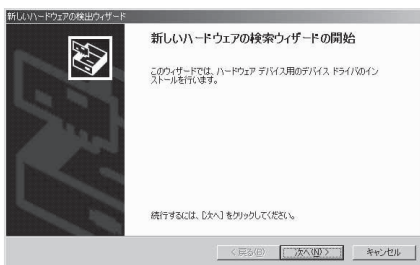 新しいハードウェアの検出ウィザード
新しいハードウェアの検索ウィザードの開始
このウィザードでは、ハードウェア デバイス用のデバイス ドライバのイン
ストールを行います。
続行するには、[次へ] をクリックしてください。
< 戻る(B)
次へ(N) >
キャンセル